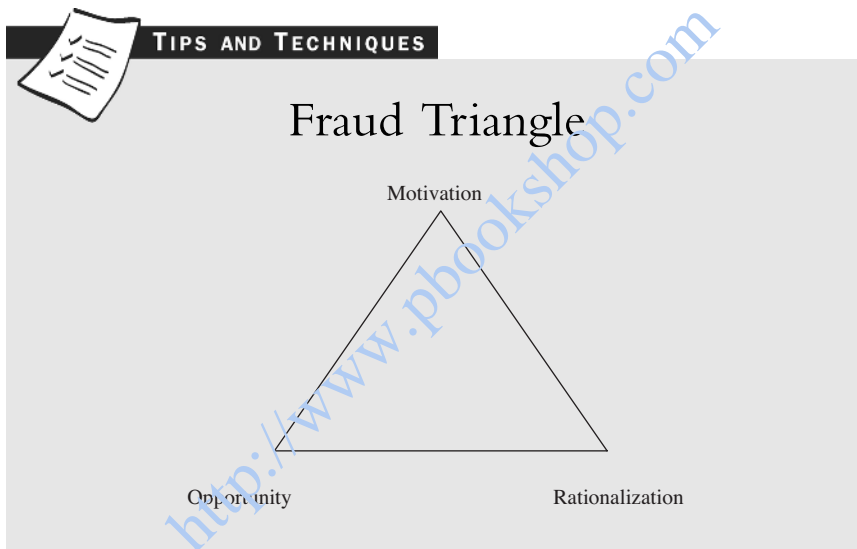 TIPS AND TECHNIQUES
Fraud Triangle
Motivation
Opportunity
Rationalization
http://www.pbookshop.com